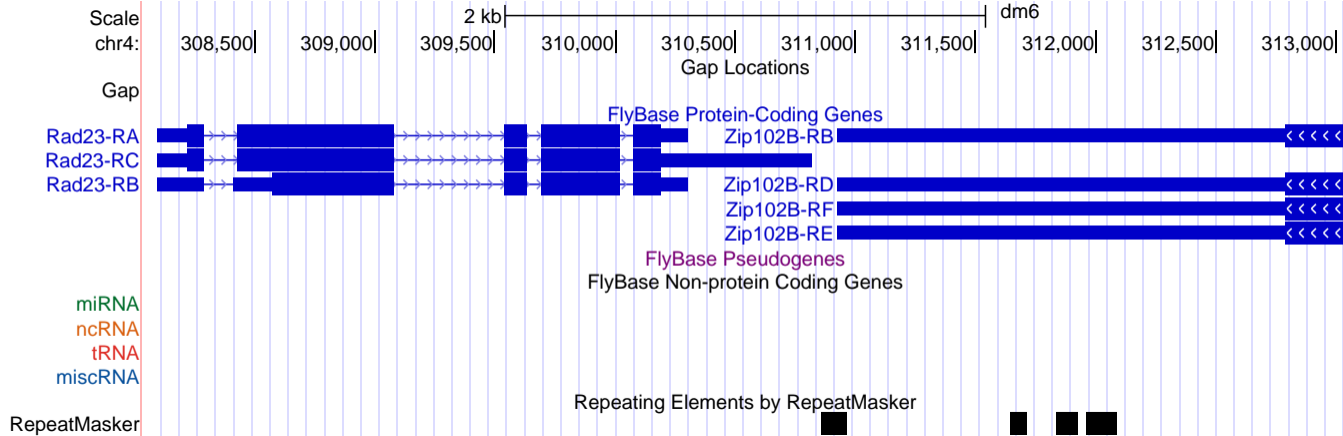 Scale 2 kb dm6
chr4: 308,500 309,000 309,500 310,000 310,500 311,000 311,500 312,000 312,500 313,000
Gap Locations
Gap
FlyBase Protein-Coding Genes
Rad23-RA Zip102B-RB
Rad23-RC
Rad23-RB Zip102B-RD
Zip102B-RF
Zip102B-RE
FlyBase Pseudogenes
FlyBase Non-protein Coding Genes
miRNA
ncRNA
tRNA
miscRNA
Repeating Elements by RepeatMasker
RepeatMasker